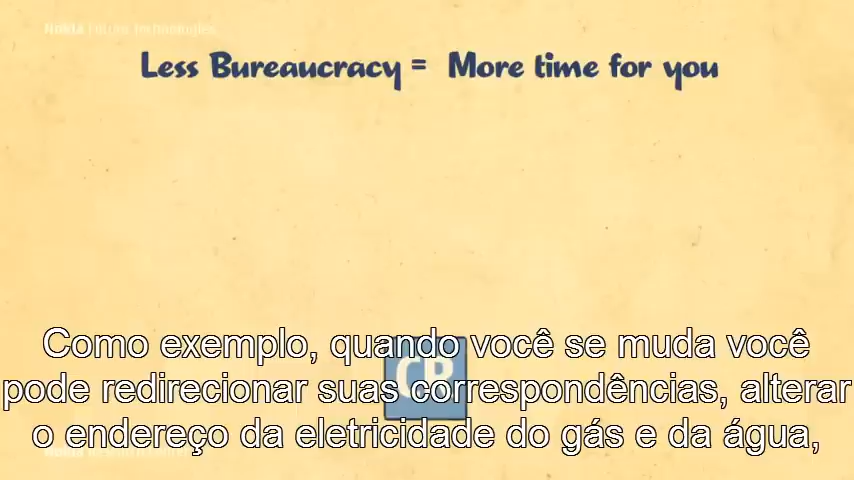 Less Bureaucracy = More time for you
Como exemplo, quando você se muda você
pode redirecionar suas correspondências, alterar
o endereço da eletricidade do gás e da água,